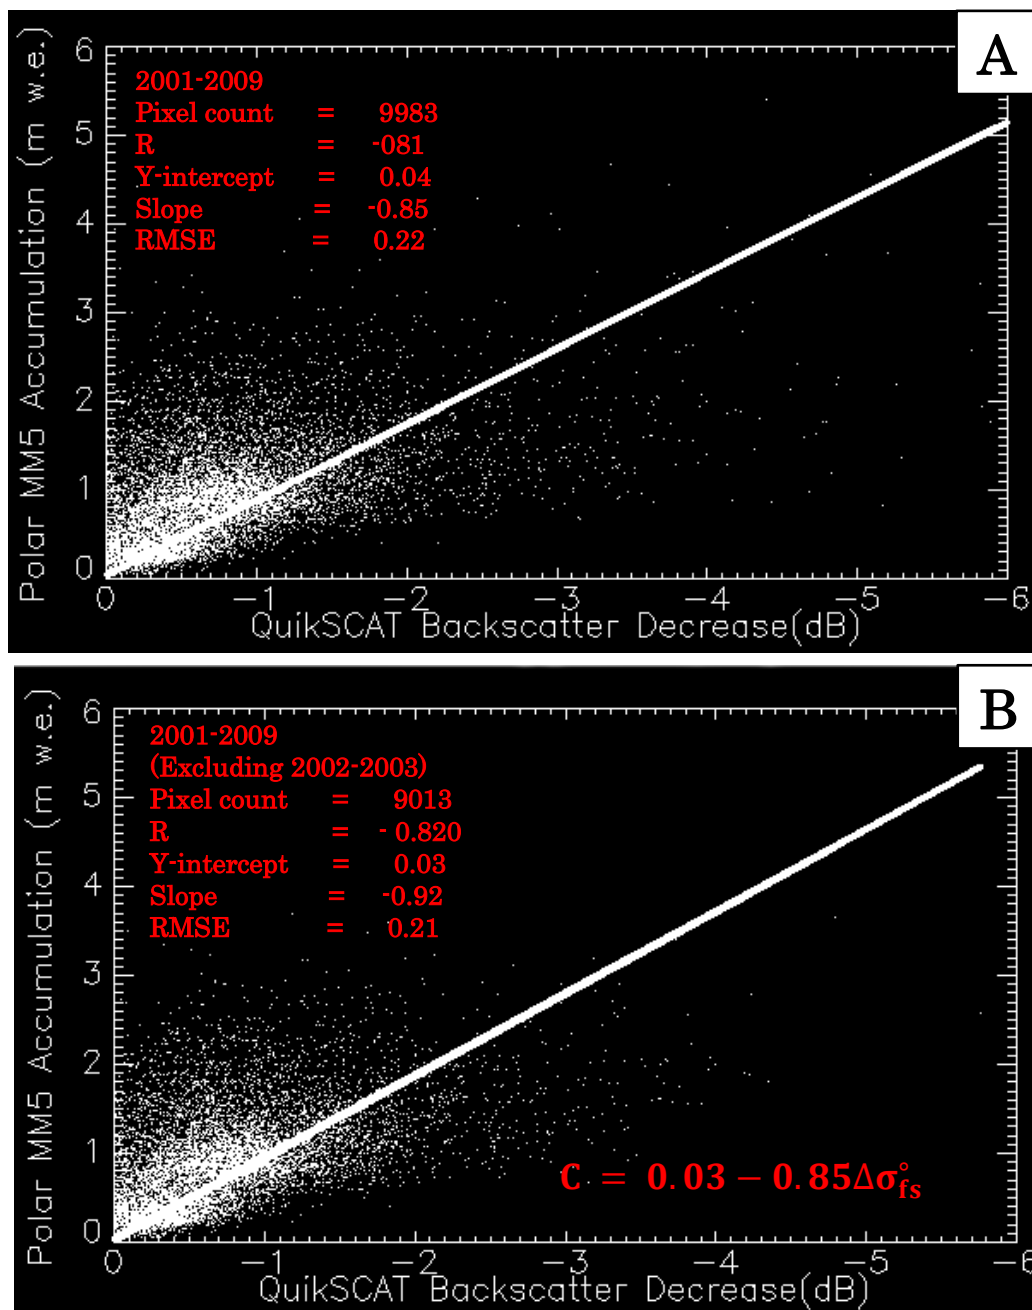 A
Polar MM5 Accumulation (m w.e.)
6
5
4
3
2
1
0
2001-2009
Pixel count = 9983
R = -081
Y-intercept = 0.04
Slope = -0.85
RMSE = 0.22
0 -1 -2 -3 -4 -5 -6
QuikSCAT Backscatter Decrease(dB)
B
Polar MM5 Accumulation (m w.e.)
6
5
4
3
2
1
0
2001-2009
(Excluding 2002-2003)
Pixel count = 9013
R = - 0.820
Y-intercept = 0.03
Slope = -0.92
RMSE = 0.21
C = 0.03 − 0.85Δσ°fs
0 -1 -2 -3 -4 -5 -6
QuikSCAT Backscatter Decrease(dB)